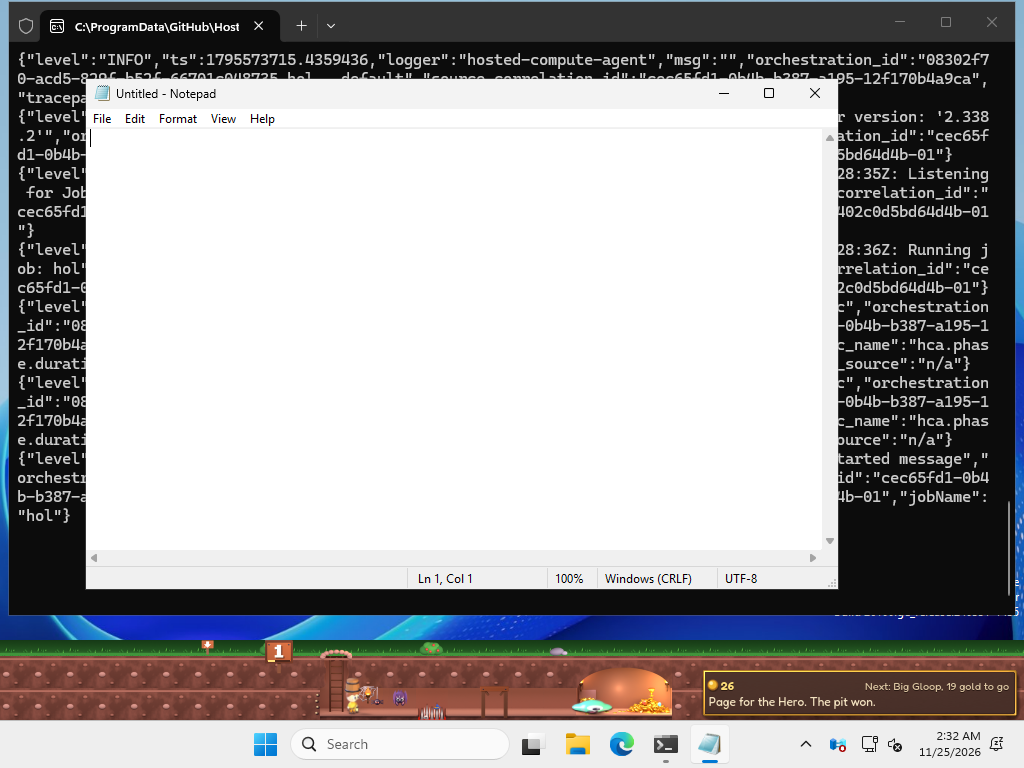 C:\ProgramData\GitHub\Host
{"level":"INFO","ts":1795573715.4359436,"logger":"hosted-compute-agent","msg":"","orchestration_id":"08302f7
"tracepa
Untitled - Notepad
File Edit Format View Help
{"level" r version: '2.338
.2'","or ation_id":"cec65f
d1-0b4b- 5bd64d4b-01"}
{"level" 28:35Z: Listening
for Job correlation_id":"
cec65fd1 402c0d5bd64d4b-01
"}
{"level" 28:36Z: Running j
ob: hol" rrelation_id":"ce
c65fd1-0 2c0d5bd64d4b-01"}
{"level" c","orchestration
_id":"08 -0b4b-b387-a195-1
2f170b4a c_name":"hca.phas
e.durati _source":"n/a"}
{"level" c","orchestration
_id":"08 -0b4b-b387-a195-1
2f170b4a c_name":"hca.phas
e.durati ource":"n/a"}
{"level" tarted message","
orchestr id":"cec65fd1-0b4
b-b387-a 4b-01","jobName":
"hol"}
Ln 1, Col 1 100% Windows (CRLF) UTF-8
1
26 Next: Big Gloop, 19 gold to go
Page for the Hero. The pit won.
Search
2:32 AM
11/25/2026